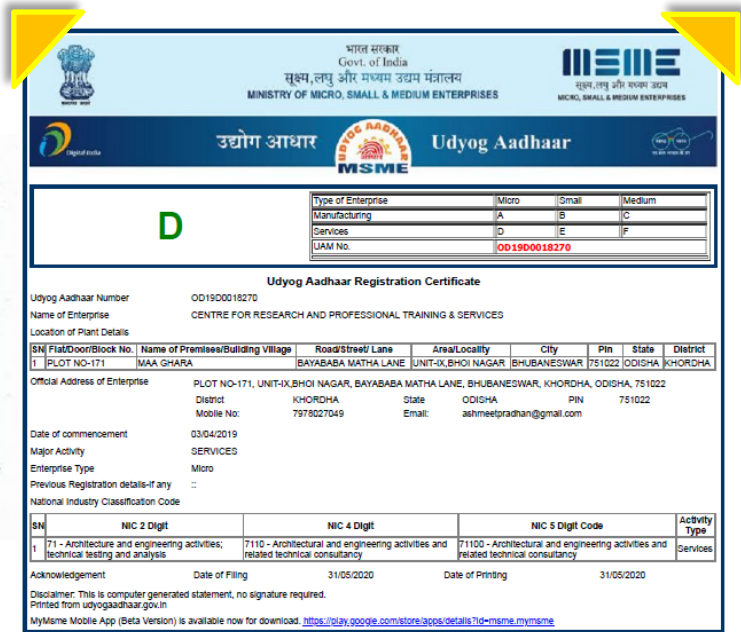 भारत सरकार
Govt. of India
सूक्ष्म,लघु और मध्यम उद्यम मंत्रालय
MINISTRY OF MICRO, SMALL & MEDIUM ENTERPRISES
सत्यमेव जयते
सूक्ष्म,लघु और मध्यम उद्यम
MICRO, SMALL & MEDIUM ENTERPRISES
Digital India
उद्योग आधार
UDYOG AADHAAR
MSME
Udyog Aadhaar
D
Type of Enterprise Micro Small Medium
Manufacturing A B C
Services D E F
UAM No. OD19D0018270
Udyog Aadhaar Registration Certificate
Udyog Aadhaar Number OD19D0018270
Name of Enterprise CENTRE FOR RESEARCH AND PROFESSIONAL TRAINING & SERVICES
Location of Plant Details
SN Flat/Door/Block No. Name of Premises/Building Village Road/Street/ Lane Area/Locality City Pin State District
1 PLOT NO-171 MAA GHARA BAYABABA MATHA LANE UNIT-IX,BHOI NAGAR BHUBANESWAR 751022 ODISHA KHORDHA
Official Address of Enterprise PLOT NO-171, UNIT-IX,BHOI NAGAR, BAYABABA MATHA LANE, BHUBANESWAR, KHORDHA, ODISHA, 751022
District KHORDHA State ODISHA PIN 751022
Mobile No: 7978027049 Email: ashmeetpradhan@gmail.com
Date of commencement 03/04/2019
Major Activity SERVICES
Enterprise Type Micro
Previous Registration details-if any ::
National Industry Classification Code
SN NIC 2 Digit NIC 4 Digit NIC 5 Digit Code Activity Type
1 71 - Architecture and engineering activities; technical testing and analysis 7110 - Architectural and engineering activities and related technical consultancy 71100 - Architectural and engineering activities and related technical consultancy Services
Acknowledgement Date of Filing 31/05/2020 Date of Printing 31/05/2020
Disclaimer: This is computer generated statement, no signature required.
Printed from udyogaadhaar.gov.in
MyMsme Mobile App (Beta Version) is available now for download. https://play.google.com/store/apps/details?id=msme.mymsme